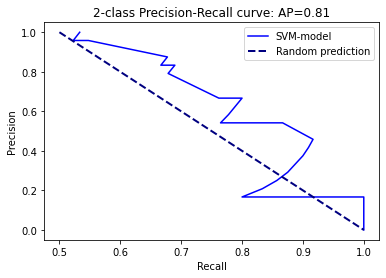 2-class Precision-Recall curve: AP=0.81
SVM-model
Random prediction
Precision
1.0
0.8
0.6
0.4
0.2
0.0
0.5 0.6 0.7 0.8 0.9 1.0
Recall